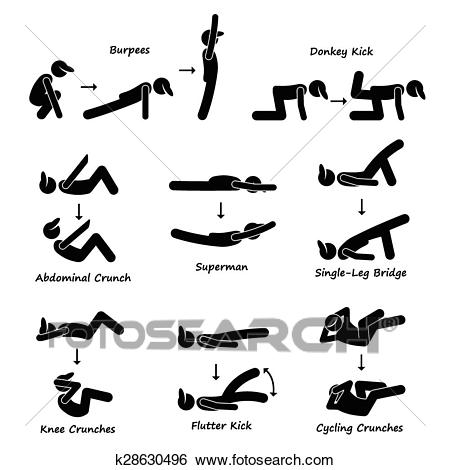 Burpees
Donkey Kick
Abdominal Crunch
Superman
Single-Leg Bridge
Fotosearch
Knee Crunches
Flutter Kick
Cycling Crunches
k28630496 www.fotosearch.com